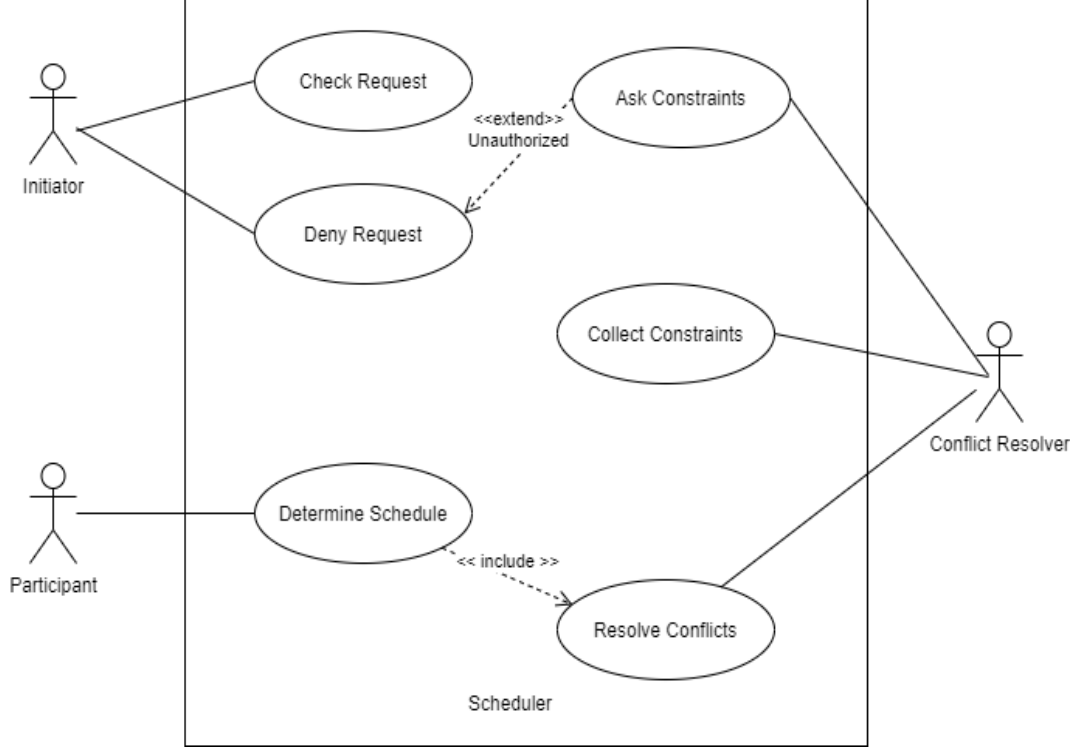 Check Request
Ask Constraints
<<extend>>
Unauthorized
Initiator
Deny Request
Collect Constraints
Conflict Resolver
Determine Schedule
<< include >>
Participant
Resolve Conflicts
Scheduler